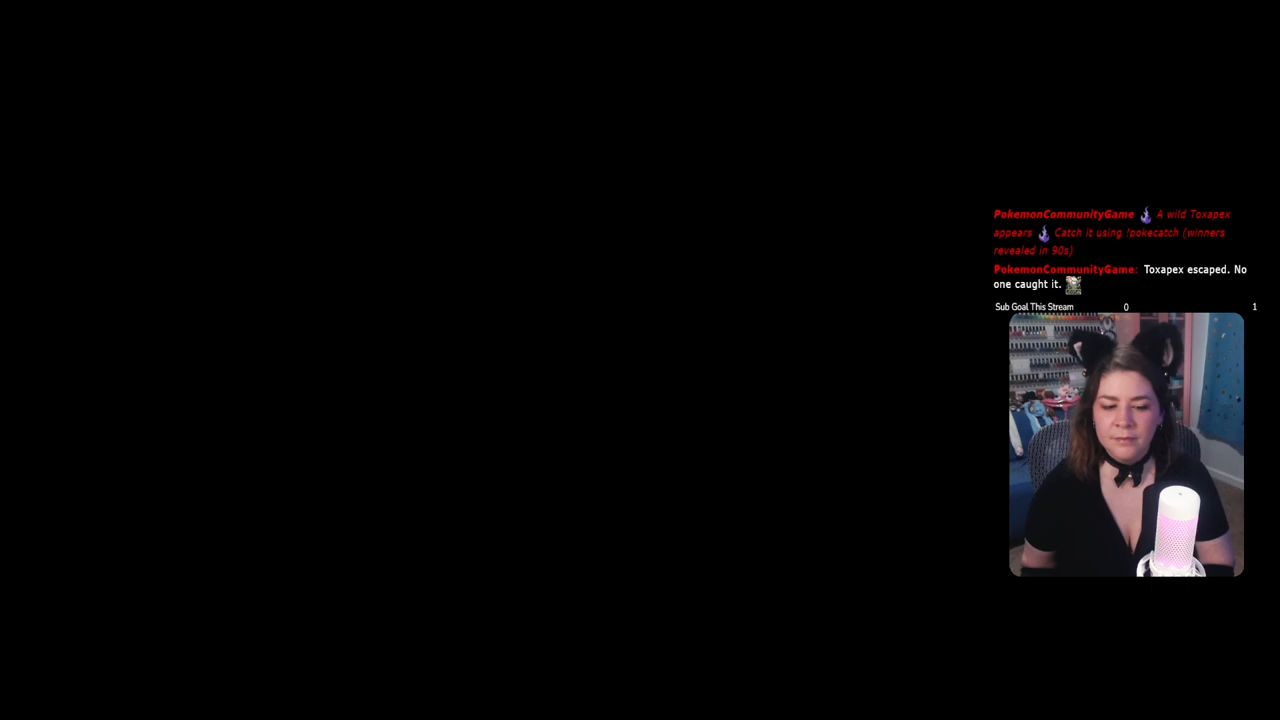 PokemonCommunityGame A wild Toxapex
appears Catch it using !pokecatch (winners
revealed in 90s)
PokemonCommunityGame: Toxapex escaped. No
one caught it.
Sub Goal This Stream 0 1